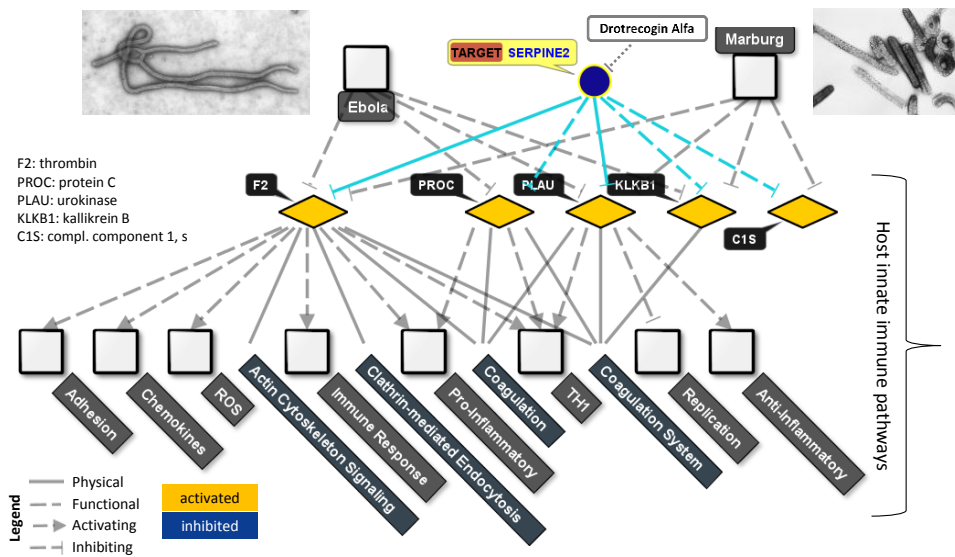 Drotrecogin Alfa
TARGET SERPINE2
Marburg
Ebola
F2: thrombin
PROC: protein C
PLAU: urokinase
KLKB1: kallikrein B
C1S: compl. component 1, s
F2
PROC
PLAU
KLKB1
C1S
Host innate immune pathways
Adhesion
Chemokines
ROS
Actin Cytoskeleton Signaling
Immune Response
Clathrin-mediated Endocytosis
Pro-Inflammatory
Coagulation
TH1
Coagulation System
Replication
Anti-Inflammatory
Legend
Physical
Functional
Activating
Inhibiting
activated
inhibited